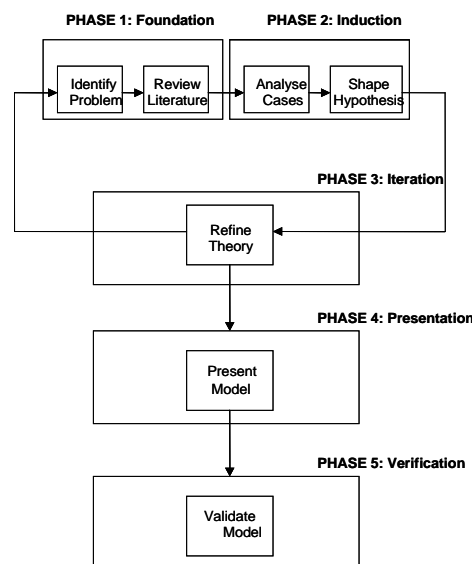 PHASE 1: Foundation
PHASE 2: Induction
Identify
Problem
Review
Literature
Analyse
Cases
Shape
Hypothesis
PHASE 3: Iteration
Refine
Theory
PHASE 4: Presentation
Present
Model
PHASE 5: Verification
Validate
Model